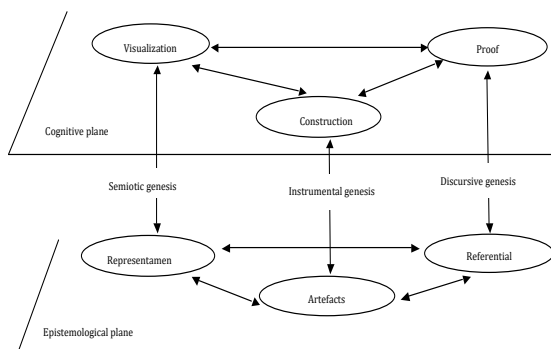 Visualization
Proof
Construction
Cognitive plane
Semiotic genesis
Instrumental genesis
Discursive genesis
Representamen
Referential
Artefacts
Epistemological plane